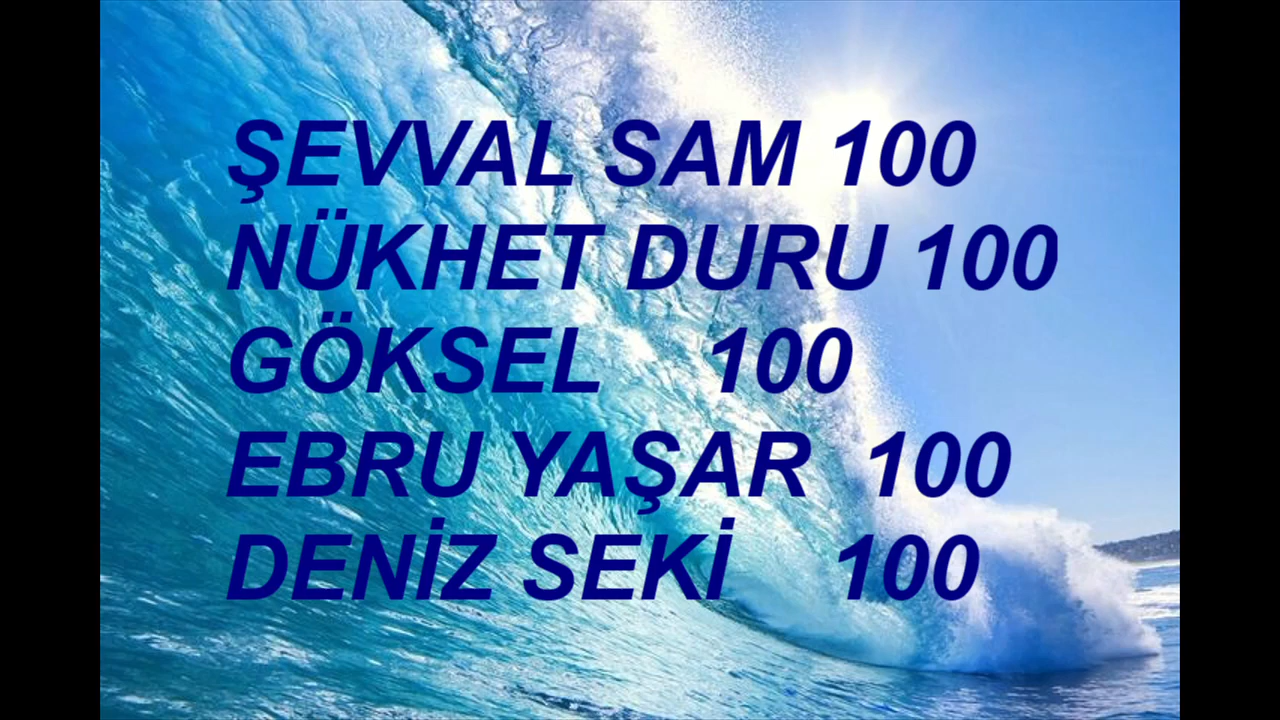 ŞEVVAL SAM 100
NÜKHET DURU 100
GÖKSEL 100
EBRU YAŞAR 100
DENİZ SEKİ 100